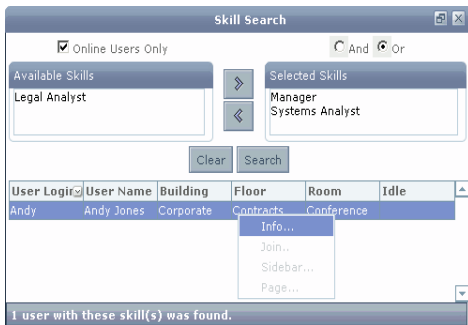 Skill Search
Online Users Only And Or
Available Skills Selected Skills
Legal Analyst Manager
Systems Analyst
Clear Search
User Login User Name Building Floor Room Idle
Andy Andy Jones Corporate Contracts Conference
Info...
Join..
Sidebar...
Page...
1 user with these skill(s) was found.